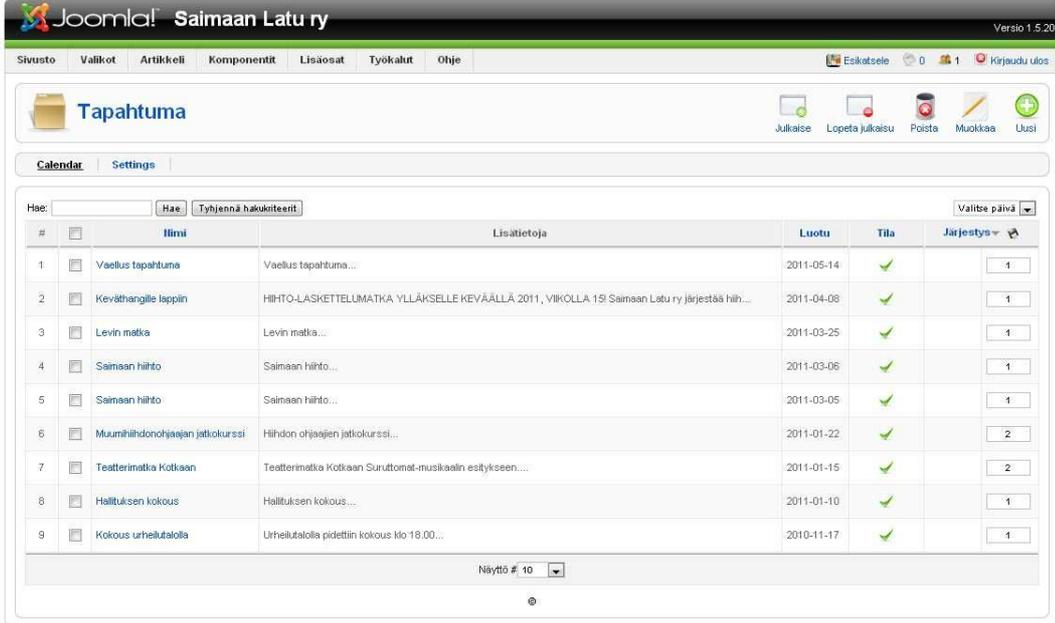 Joomla! Saimaan Latu ry
Versio 1.5.20
Sivusto Valikot Artikkeli Komponentit Lisäosat Työkalut Ohje Esikatsele 0 1 Kirjaudu ulos
Tapahtuma
Julkaise Lopeta julkaisu Poista Muokkaa Uusi
Calendar Settings
Hae: Hae Tyhjennä hakukriteerit Valitse päivä
# Nimi Lisätietoja Luotu Tila Järjestys
1 Vaellus tapahtuma Vaellus tapahtuma... 2011-05-14 1
2 Keväthangille lappiin HIIHTO-LASKETTELUMATKA YLLÄKSELLE KEVÄÄLLÄ 2011, VIIKOLLA 15! Saimaan Latu ry järjestää hiih... 2011-04-08 1
3 Levin matka Levin matka... 2011-03-25 1
4 Saimaan hiihto Saimaan hiihto... 2011-03-06 1
5 Saimaan hiihto Saimaan hiihto... 2011-03-05 1
6 Muumihiihdonohjaajan jatkokurssi Hiihdon ohjaajien jatkokurssi... 2011-01-22 2
7 Teatterimatka Kotkaan Teatterimatka Kotkaan Suruttomat-musikaalin esitykseen.... 2011-01-15 2
8 Hallituksen kokous Hallituksen kokous... 2011-01-10 1
9 Kokous urheilutalolla Urheilutalolla pidettiin kokous klo 18.00... 2010-11-17 1
Näyttö # 10
©